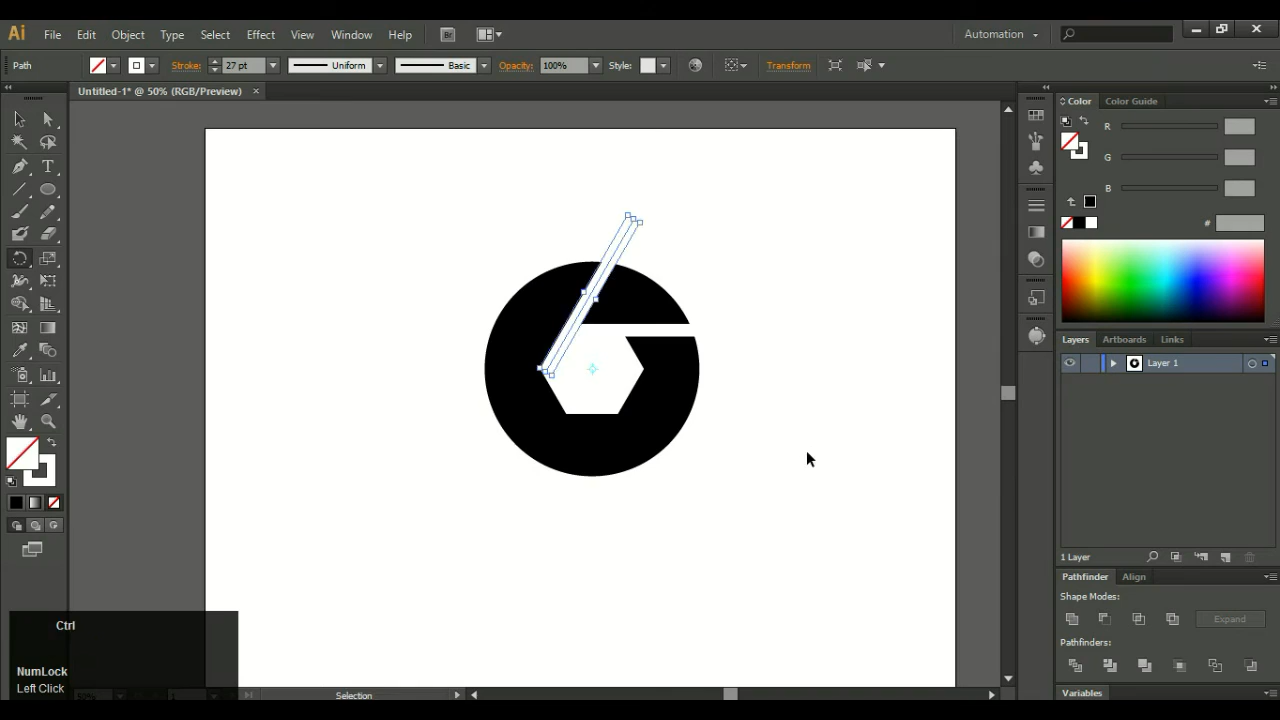 Ai File Edit Object Type Select Effect View Window Help Br Automation
Path Stroke: 27 pt Uniform Basic Opacity: 100% Style: Transform
Untitled-1* @ 50% (RGB/Preview) ×
Color Color Guide
R
G
B
#
Layers Artboards Links
Layer 1
1 Layer
Pathfinder Align
Shape Modes:
Expand
Pathfinders:
Variables
Ctrl
NumLock
Left Click
Selection